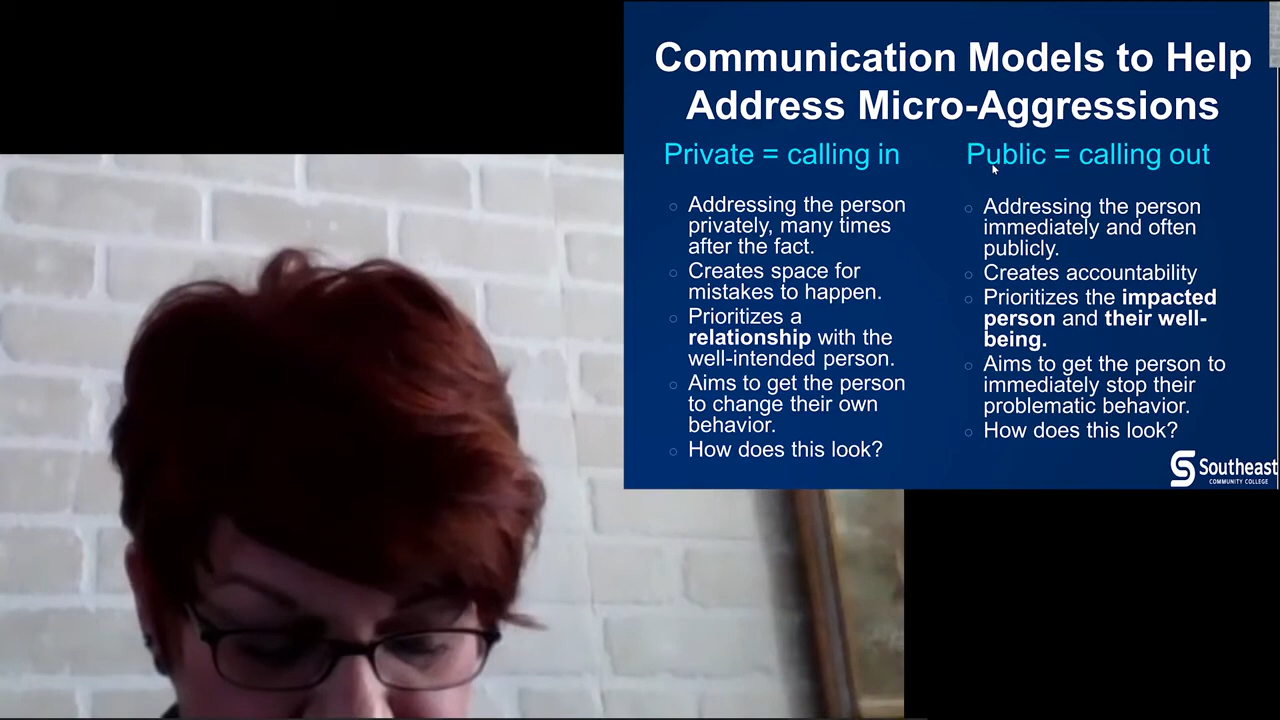 Communication Models to Help
Address Micro-Aggressions
Private = calling in
Addressing the person
privately, many times
after the fact.
Creates space for
mistakes to happen.
Prioritizes a
relationship with the
well-intended person.
Aims to get the person
to change their own
behavior.
How does this look?
Public = calling out
Addressing the person
immediately and often
publicly.
Creates accountability
Prioritizes the impacted
person and their well-
being.
Aims to get the person to
immediately stop their
problematic behavior.
How does this look?
Southeast
COMMUNITY COLLEGE